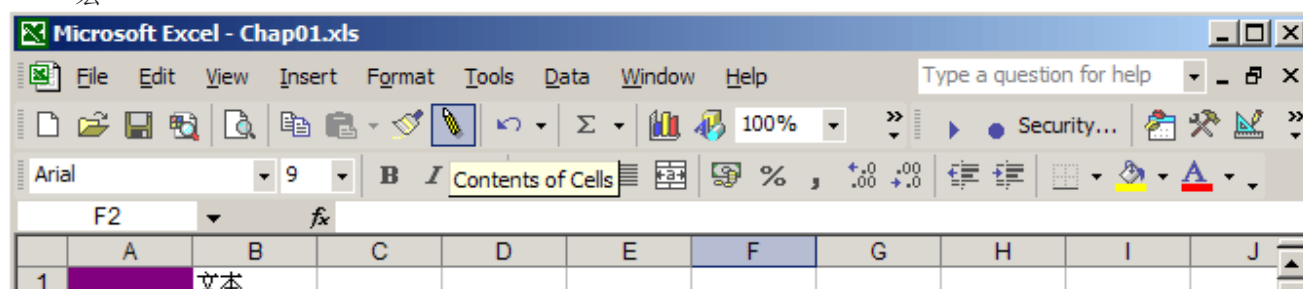 Microsoft Excel - Chap01.xls
File Edit View Insert Format Tools Data Window Help Type a question for help
100% Security...
Arial 9 B I Contents of Cells % ,
F2 fx
A B C D E F G H I J
1 文本